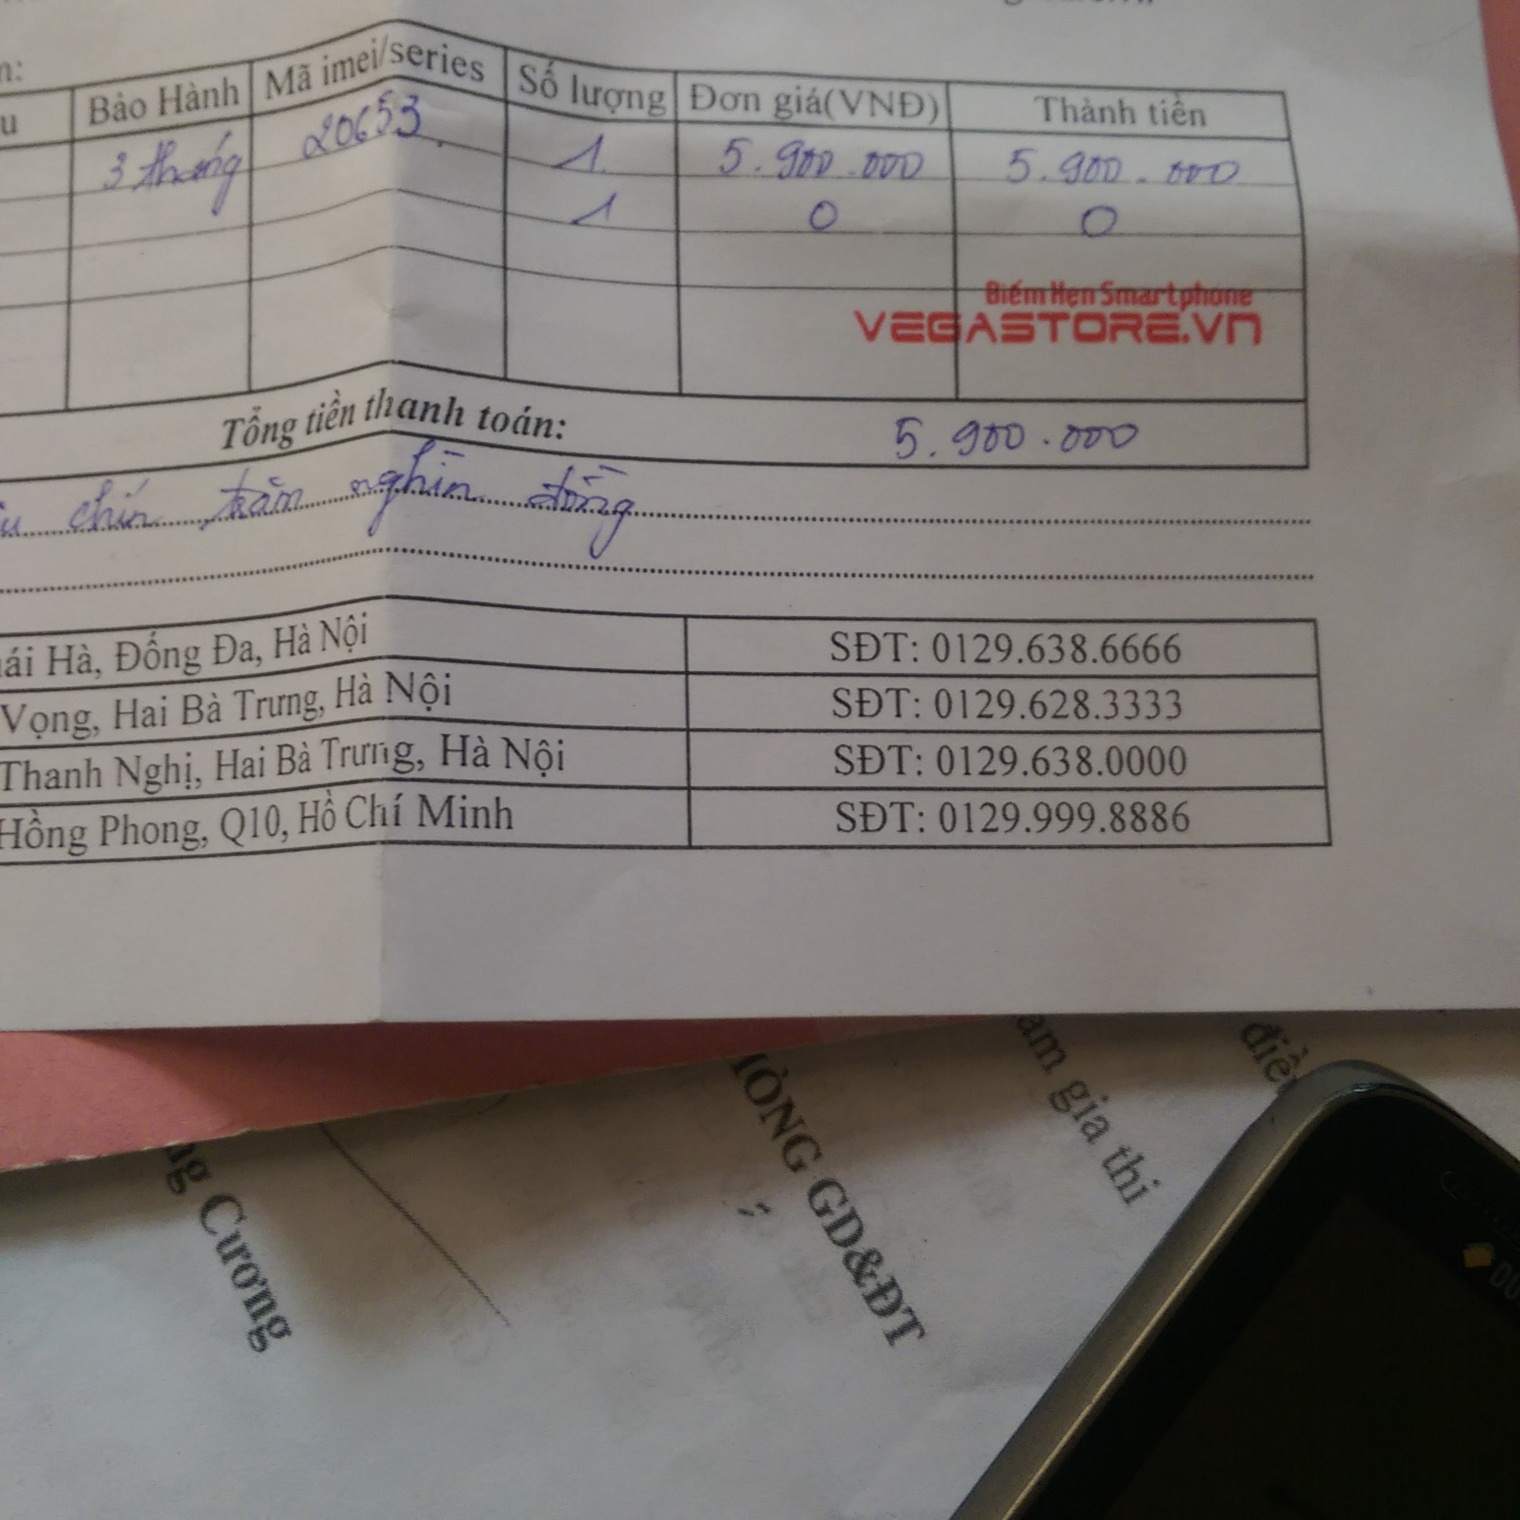 Bảo Hành Mã imei/series Số lượng Đơn giá(VNĐ) Thành tiền
3 tháng 20653 1 5.900.000 5.900.000
1 0 0
Điểm Hẹn Smartphone
VEGASTORE.VN
Tổng tiền thanh toán: 5.900.000
chín trăm nghìn đồng
Hà, Đống Đa, Hà Nội SĐT: 0129.638.6666
Vọng, Hai Bà Trưng, Hà Nội SĐT: 0129.628.3333
Thanh Nghị, Hai Bà Trưng, Hà Nội SĐT: 0129.638.0000
Hồng Phong, Q10, Hồ Chí Minh SĐT: 0129.999.8886
gia thi
GD&ĐT
Cương